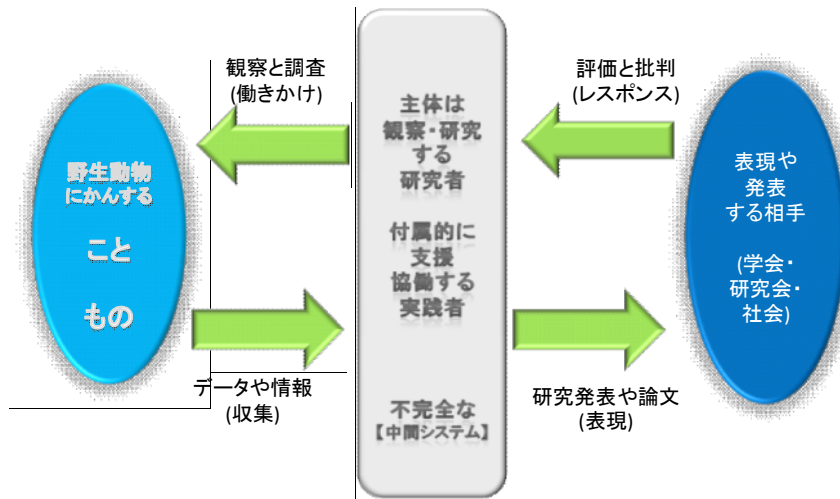 観察と調査
(働きかけ)
評価と批判
(レスポンス)
野生動物
にかんする
こと
もの
主体は
観察・研究
する
研究者
付属的に
支援
協働する
実践者
不完全な
【中間システム】
表現や
発表
する相手
(学会・
研究会・
社会)
データや情報
(収集)
研究発表や論文
(表現)